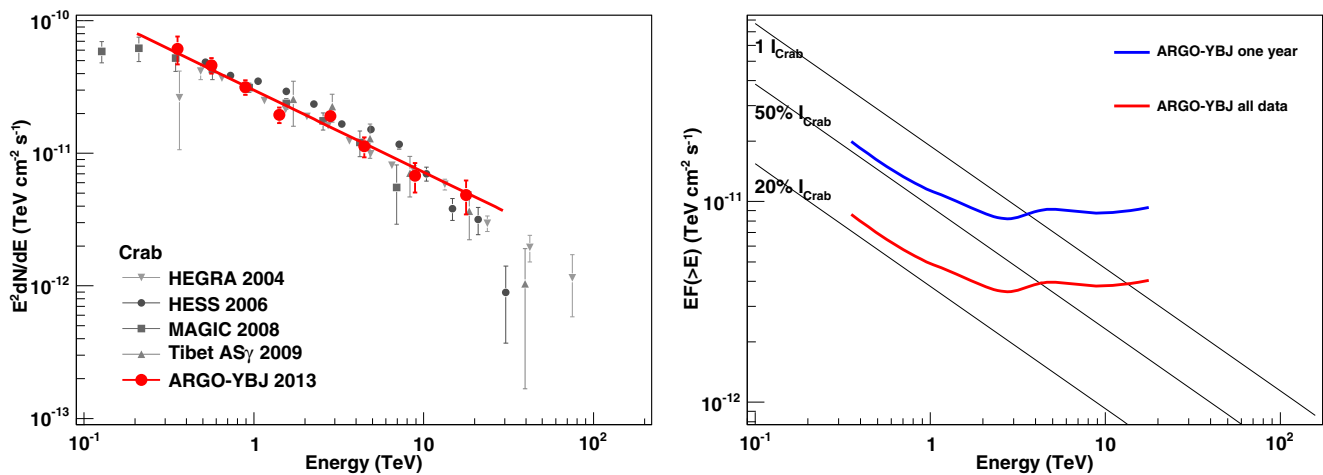 E²dN/dE (TeV cm⁻² s⁻¹)
10⁻¹⁰
10⁻¹¹
10⁻¹²
10⁻¹³
Crab
HEGRA 2004
HESS 2006
MAGIC 2008
Tibet ASγ 2009
ARGO-YBJ 2013
10⁻¹ 1 10 10²
Energy (TeV)
EF(>E) (TeV cm⁻² s⁻¹)
10⁻¹¹
10⁻¹²
1 I_Crab
50% I_Crab
20% I_Crab
ARGO-YBJ one year
ARGO-YBJ all data
10⁻¹ 1 10 10²
Energy (TeV)